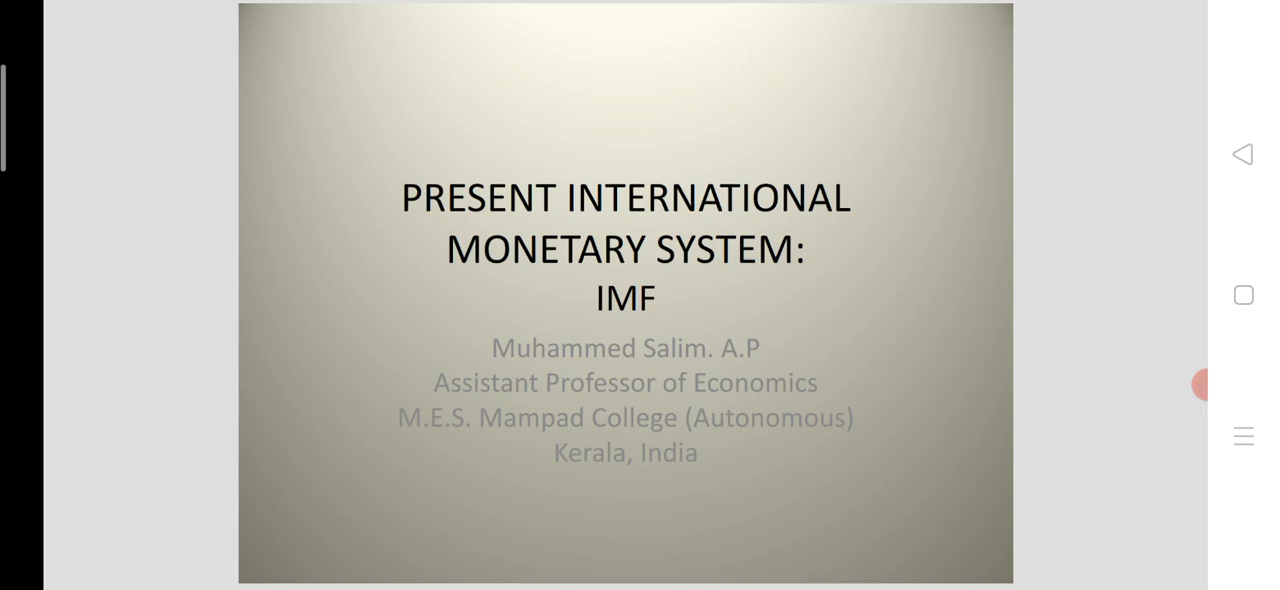 PRESENT INTERNATIONAL
MONETARY SYSTEM:
IMF
Muhammed Salim. A.P
Assistant Professor of Economics
M.E.S. Mampad College (Autonomous)
Kerala, India